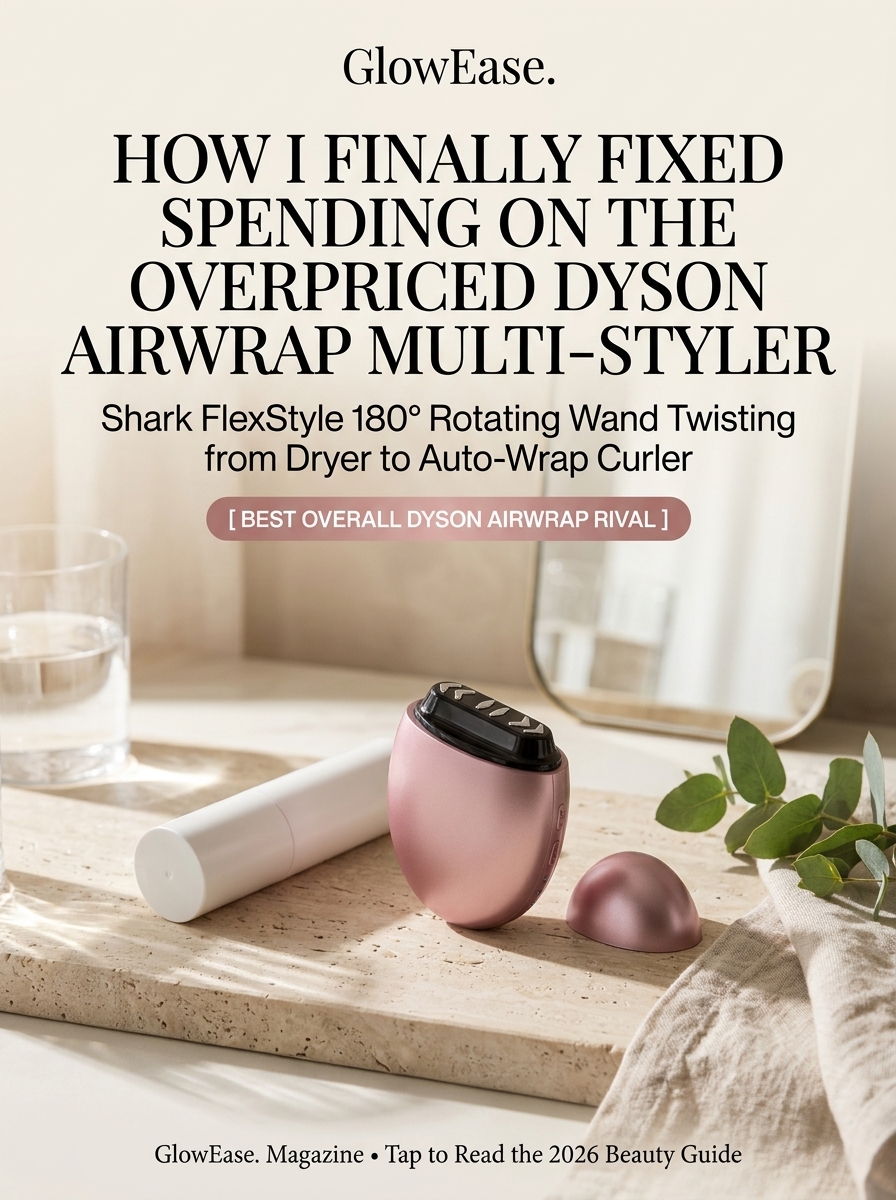 GlowEase.
HOW I FINALLY FIXED
SPENDING ON THE
OVERPRICED DYSON
AIRWRAP MULTI-STYLER
Shark FlexStyle 180° Rotating Wand Twisting
from Dryer to Auto-Wrap Curler
[ BEST OVERALL DYSON AIRWRAP RIVAL ]
GlowEase. Magazine • Tap to Read the 2026 Beauty Guide